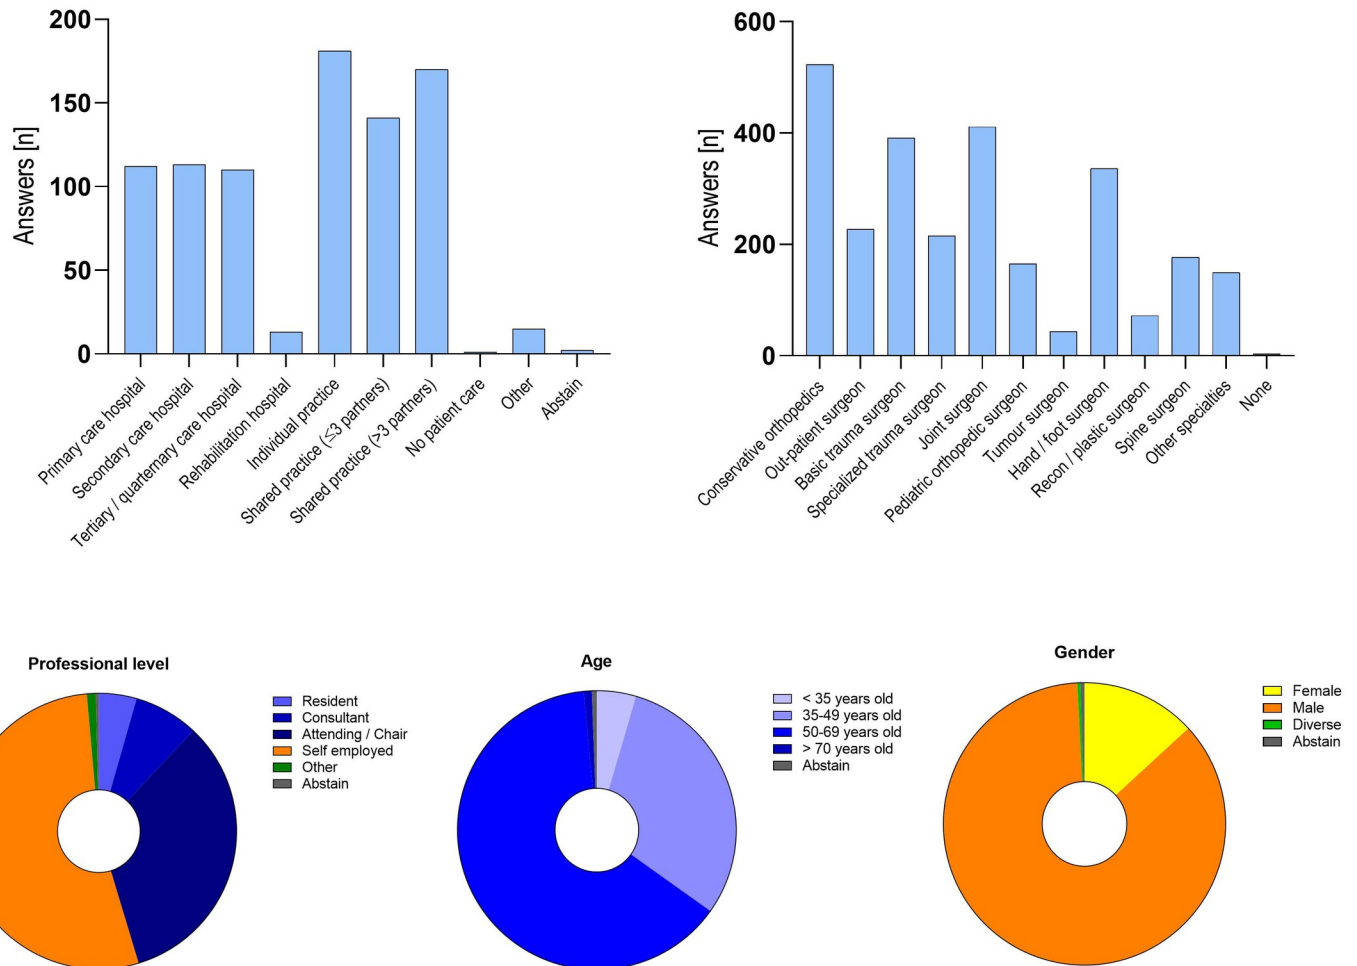 200
150
100
50
0
Answers [n]
Primary care hospital
Secondary care hospital
Tertiary / quaternary care hospital
Rehabilitation hospital
Individual practice
Shared practice (≤3 partners)
Shared practice (>3 partners)
No patient care
Other
Abstain
600
400
200
0
Answers [n]
Conservative orthopedics
Out-patient surgeon
Basic trauma surgeon
Specialized trauma surgeon
Joint surgeon
Pediatric orthopedic surgeon
Tumour surgeon
Hand / foot surgeon
Recon / plastic surgeon
Spine surgeon
Other specialties
None
Professional level
Resident
Consultant
Attending / Chair
Self employed
Other
Abstain
Age
< 35 years old
35-49 years old
50-69 years old
> 70 years old
Abstain
Gender
Female
Male
Diverse
Abstain